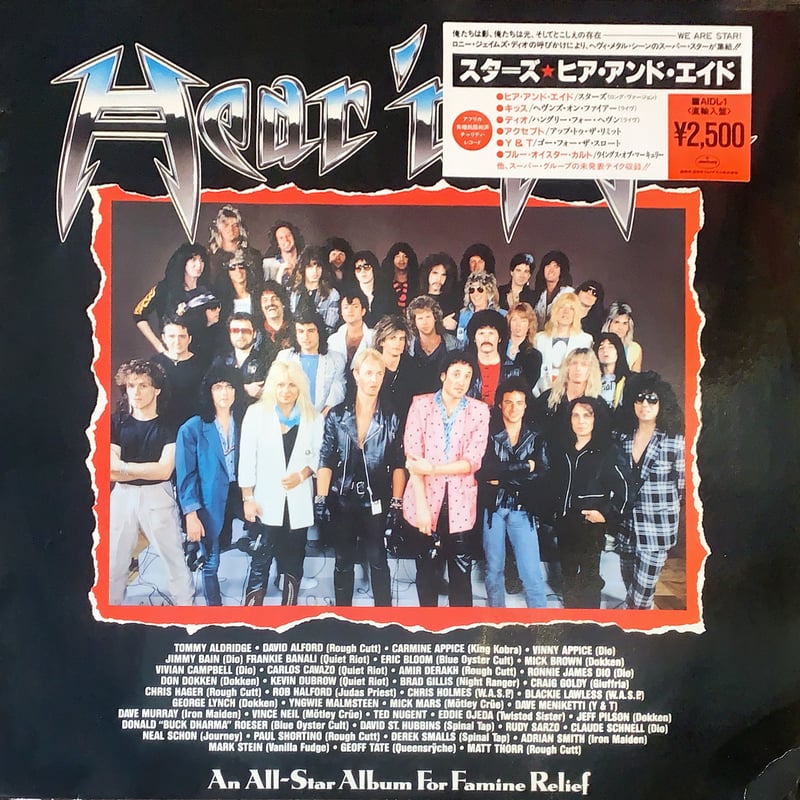 Hear 'n
俺たちは影、俺たちは光、そしてとこしえの存在 WE ARE STAR!
ロニー・ジェイムズ・ディオの呼びかけにより、ヘヴィ・メタル・シーンのスーパー・スターが集結!!
スターズ★ヒア・アンド・エイド
●ヒア・アンド・エイド/スターズ(ロング・ヴァージョン)
●キッス/ヘヴンズ・オン・ファイアー(ライヴ)
●ディオ/ハングリー・フォー・ヘヴン(ライヴ)
●アクセプト/アップ・トゥ・ザ・リミット
●Y&T/ゴー・フォー・ザ・スロート
●ブルー・オイスター・カルト/ウイングス・オブ・マーキュリー
他、スーパー・グループの未発表テイク収録!!
アフリカ
飢餓難民救済
チャリティ・
レコード
■AIDL1
〈直輸入盤〉
¥2,500
TOMMY ALDRIDGE • DAVID ALFORD (Rough Cutt) • CARMINE APPICE (King Kobra) • VINNY APPICE (Dio)
JIMMY BAIN (Dio) FRANKIE BANALI (Quiet Riot) • ERIC BLOOM (Blue Oyster Cult) • MICK BROWN (Dokken)
VIVIAN CAMPBELL (Dio) • CARLOS CAVAZO (Quiet Riot) • AMIR DERAKH (Rough Cutt) • RONNIE JAMES DIO (Dio)
DON DOKKEN (Dokken) • KEVIN DUBROW (Quiet Riot) • BRAD GILLIS (Night Ranger) • CRAIG GOLDY (Giuffria)
CHRIS HAGER (Rough Cutt) • ROB HALFORD (Judas Priest) • CHRIS HOLMES (W.A.S.P.) • BLACKIE LAWLESS (W.A.S.P.)
GEORGE LYNCH (Dokken) • YNGWIE MALMSTEEN • MICK MARS (Mötley Crüe) • DAVE MENIKETTI (Y & T)
DAVE MURRAY (Iron Maiden) • VINCE NEIL (Mötley Crüe) • TED NUGENT • EDDIE OJEDA (Twisted Sister) • JEFF PILSON (Dokken)
DONALD "BUCK DHARMA" ROESER (Blue Oyster Cult) • DAVID ST. HUBBINS (Spinal Tap) • RUDY SARZO • CLAUDE SCHNELL (Dio)
NEAL SCHON (Journey) • PAUL SHORTINO (Rough Cutt) • DEREK SMALLS (Spinal Tap) • ADRIAN SMITH (Iron Maiden)
MARK STEIN (Vanilla Fudge) • GEOFF TATE (Queensrÿche) • MATT THORR (Rough Cutt)
An All-Star Album For Famine Relief